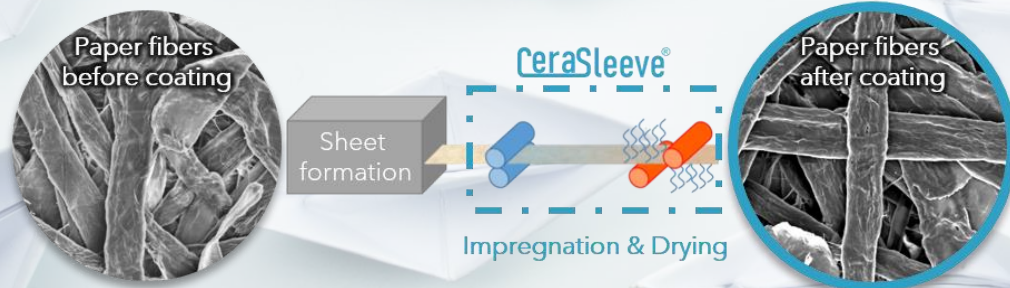 Paper fibers
before coating
Sheet
formation
CeraSleeve®
Impregnation & Drying
Paper fibers
after coating